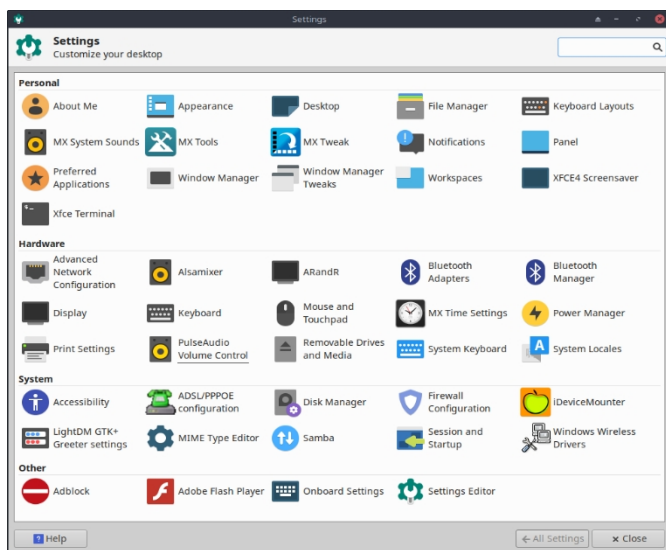 Settings
Settings
Customize your desktop
Personal
About Me
Appearance
Desktop
File Manager
Keyboard Layouts
MX System Sounds
MX Tools
MX Tweak
Notifications
Panel
Preferred
Applications
Window Manager
Window Manager
Tweaks
Workspaces
XFCE4 Screensaver
Xfce Terminal
Hardware
Advanced
Network
Configuration
Alsamixer
ARandR
Bluetooth
Adapters
Bluetooth
Manager
Display
Keyboard
Mouse and
Touchpad
MX Time Settings
Power Manager
Print Settings
PulseAudio
Volume Control
Removable Drives
and Media
System Keyboard
System Locales
System
Accessibility
ADSL/PPPOE
configuration
Disk Manager
Firewall
Configuration
iDeviceMounter
LightDM GTK+
Greeter settings
MIME Type Editor
Samba
Session and
Startup
Windows Wireless
Drivers
Other
Adblock
Adobe Flash Player
Onboard Settings
Settings Editor
Help
All Settings
Close